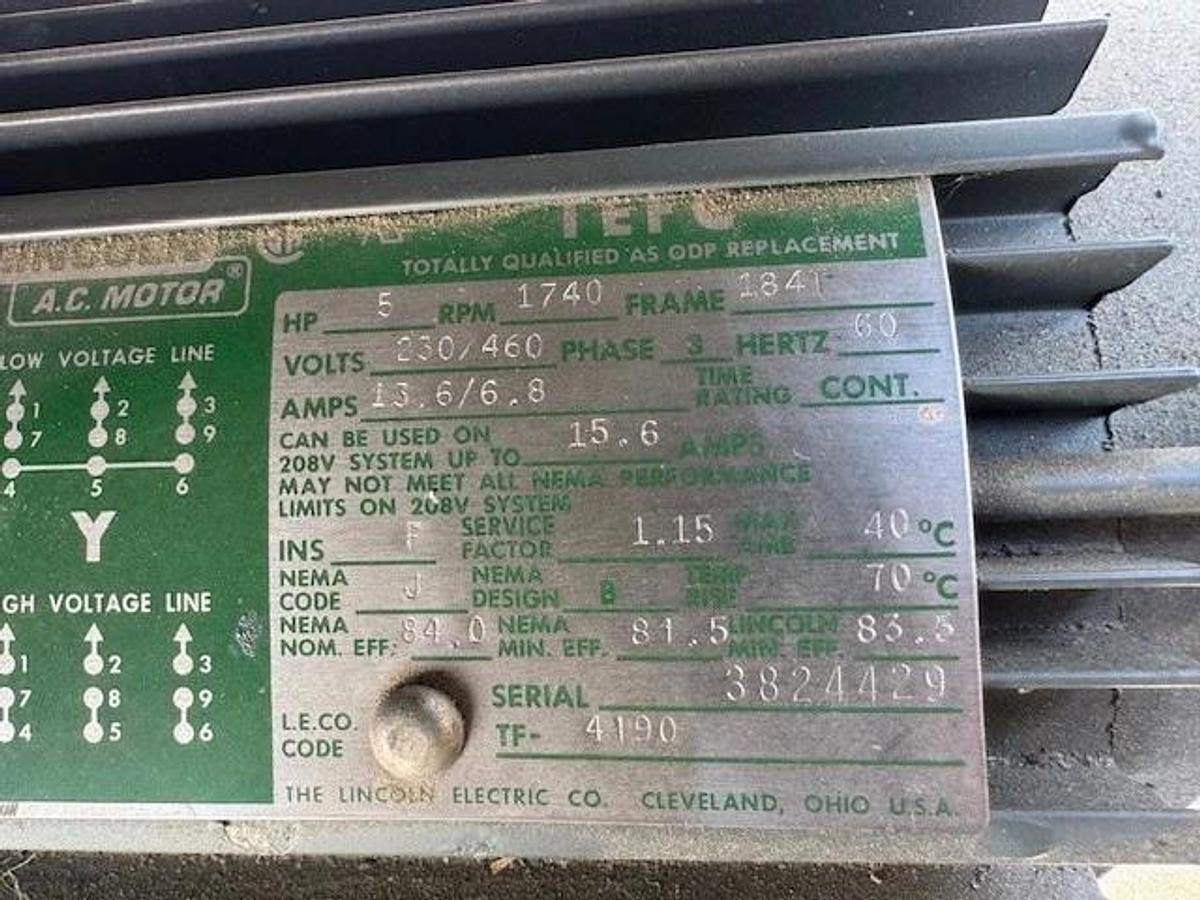 TEFC
TOTALLY QUALIFIED AS ODP REPLACEMENT
A.C. MOTOR®
HP 5 RPM 1740 FRAME 184T
VOLTS 230/460 PHASE 3 HERTZ 60
AMPS 13.6/6.8 TIME RATING CONT.
CAN BE USED ON
208V SYSTEM UP TO 15.6 AMPS
MAY NOT MEET ALL NEMA PERFORMANCE
LIMITS ON 208V SYSTEM
INS F SERVICE FACTOR 1.15 MAX 40°C
NEMA CODE J NEMA DESIGN B TEMP RISE 70°C
NEMA NOM. EFF. 84.0 NEMA MIN. EFF. 81.5 LINCOLN MIN. EFF. 83.5
SERIAL 3824429
L.E.CO. CODE TF- 4190
THE LINCOLN ELECTRIC CO. CLEVELAND, OHIO U.S.A.
LOW VOLTAGE LINE
1 2 3
7 8 9
4 5 6
Y
GH VOLTAGE LINE
1 2 3
7 8 9
4 5 6